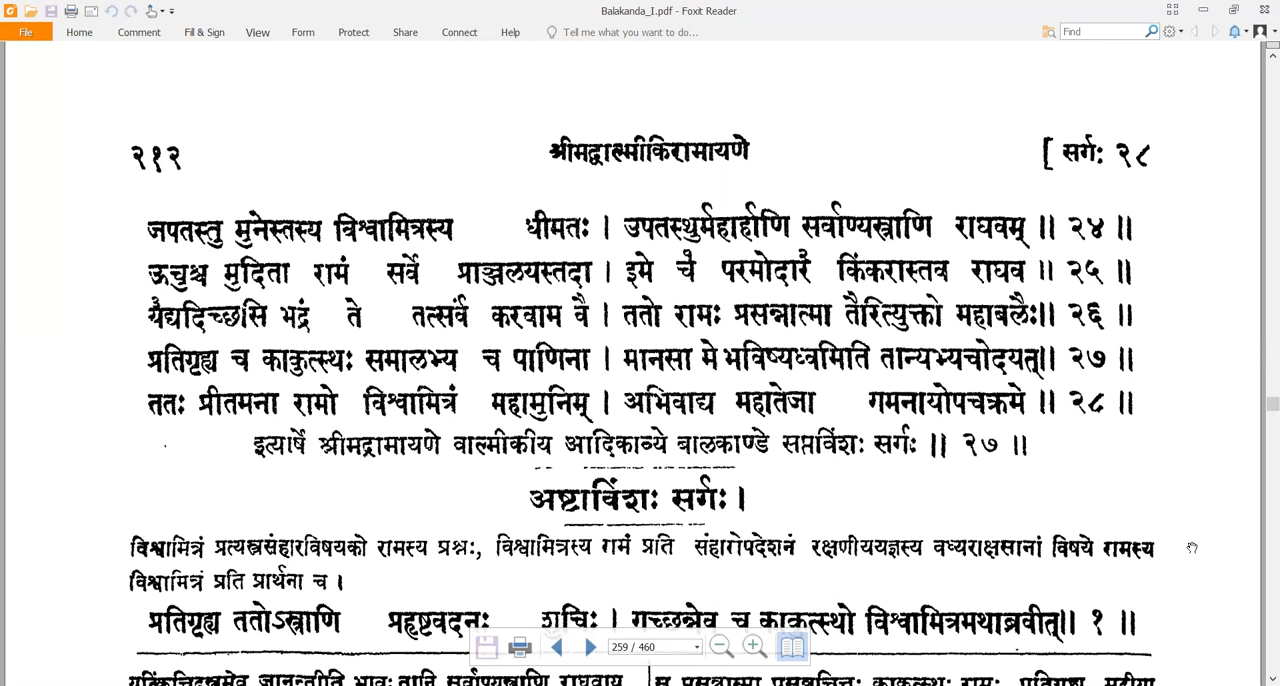 Balakanda_I.pdf - Foxit Reader
File Home Comment Fill & Sign View Form Protect Share Connect Help Tell me what you want to do... Find
२१२ श्रीमद्वाल्मीकिरामायणे [ सर्गः २८
जपतस्तु मुनेस्तस्य विश्वामित्रस्य धीमतः । उपतस्थुर्महार्हाणि सर्वाण्यस्त्राणि राघवम् ॥ २४ ॥
ऊचुश्च मुदिता रामं सर्वे प्राञ्जलयस्तदा । इमे च परमोदार किंकरास्तव राघव ॥ २५ ॥
यद्यदिच्छसि भद्रं ते तत्सर्वं करवाम वै । ततो रामः प्रसन्नात्मा तैरित्युक्तो महाबलैः ॥ २६ ॥
प्रतिगृह्य च काकुत्स्थः समालभ्य च पाणिना । मानसा मे भविष्यध्वमिति तान्यभ्यचोदयत् ॥ २७ ॥
ततः प्रीतमना रामो विश्वामित्रं महामुनिम् । अभिवाद्य महातेजा गमनायोपचक्रमे ॥ २८ ॥
इत्यार्षे श्रीमद्रामायणे वाल्मीकीय आदिकाव्ये बालकाण्डे सप्तविंशः सर्गः ॥ २७ ॥
अष्टाविंशः सर्गः ।
विश्वामित्रं प्रत्यस्त्रसंहारविषयको रामस्य प्रश्नः, विश्वामित्रस्य रामं प्रति संहारोपदेशनं रक्षणीययज्ञस्य वध्यराक्षसानां विषये रामस्य
विश्वामित्रं प्रति प्रार्थना च ।
प्रतिगृह्य ततोऽस्त्राणि प्रहृष्टवदनः शुचिः । गच्छन्नेव च काकुत्स्थो विश्वामित्रमथाब्रवीत् ॥ १ ॥
259 / 460